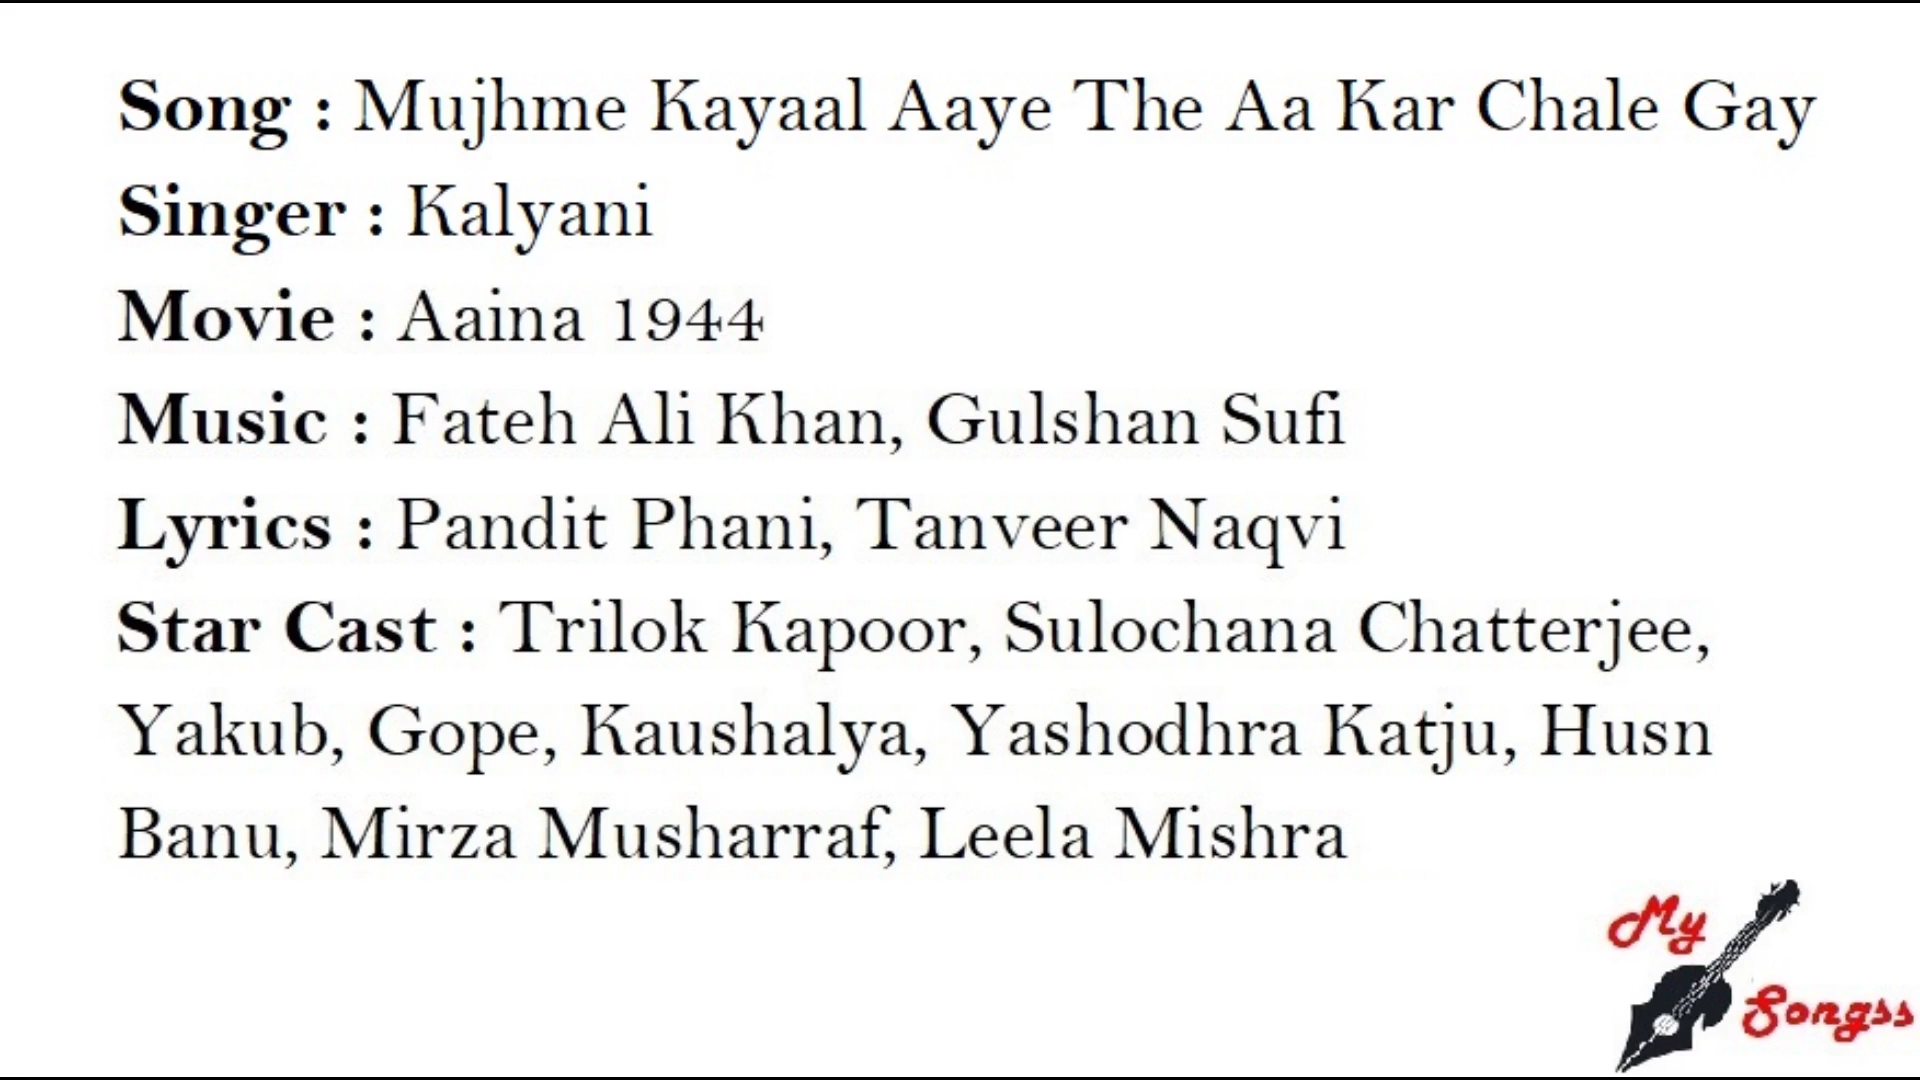 Song : Mujhme Kayaal Aaye The Aa Kar Chale Gay
Singer : Kalyani
Movie : Aaina 1944
Music : Fateh Ali Khan, Gulshan Sufi
Lyrics : Pandit Phani, Tanveer Naqvi
Star Cast : Trilok Kapoor, Sulochana Chatterjee,
Yakub, Gope, Kaushalya, Yashodhra Katju, Husn
Banu, Mirza Musharraf, Leela Mishra
My
Songss